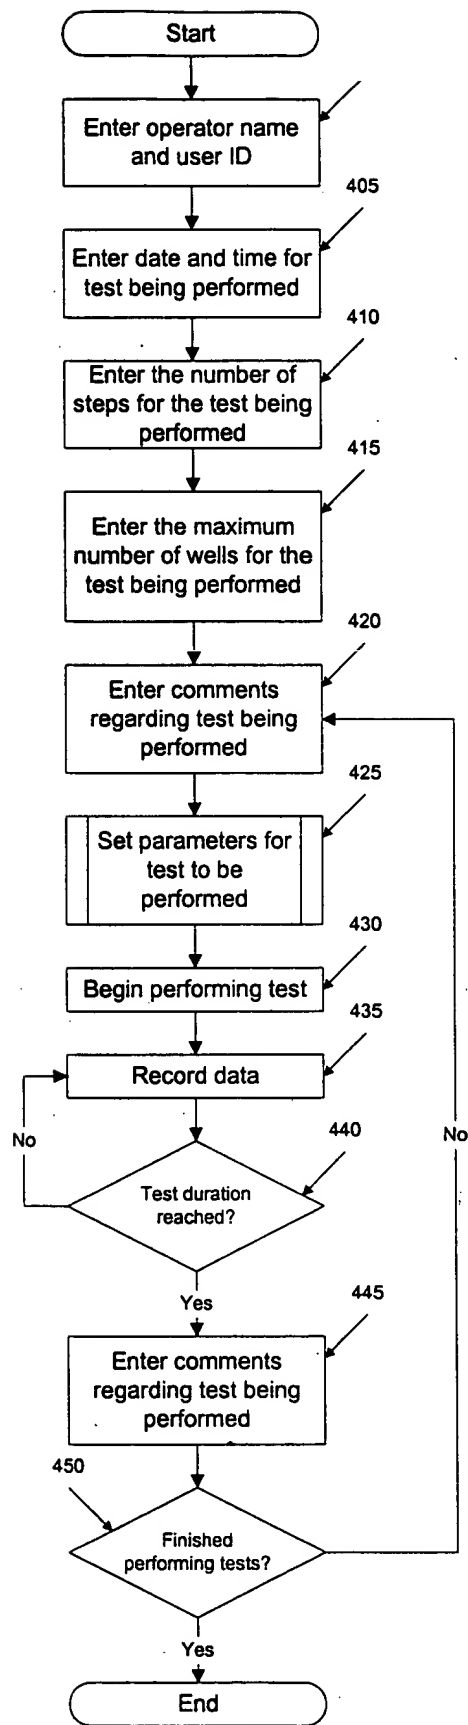 Start
Enter operator name
and user ID
405
Enter date and time for
test being performed
410
Enter the number of
steps for the test being
performed
415
Enter the maximum
number of wells for the
test being performed
420
Enter comments
regarding test being
performed
425
Set parameters for
test to be
performed
430
Begin performing test
435
Record data
No
No
440
Test duration
reached?
Yes
445
Enter comments
regarding test being
performed
450
Finished
performing tests?
Yes
End